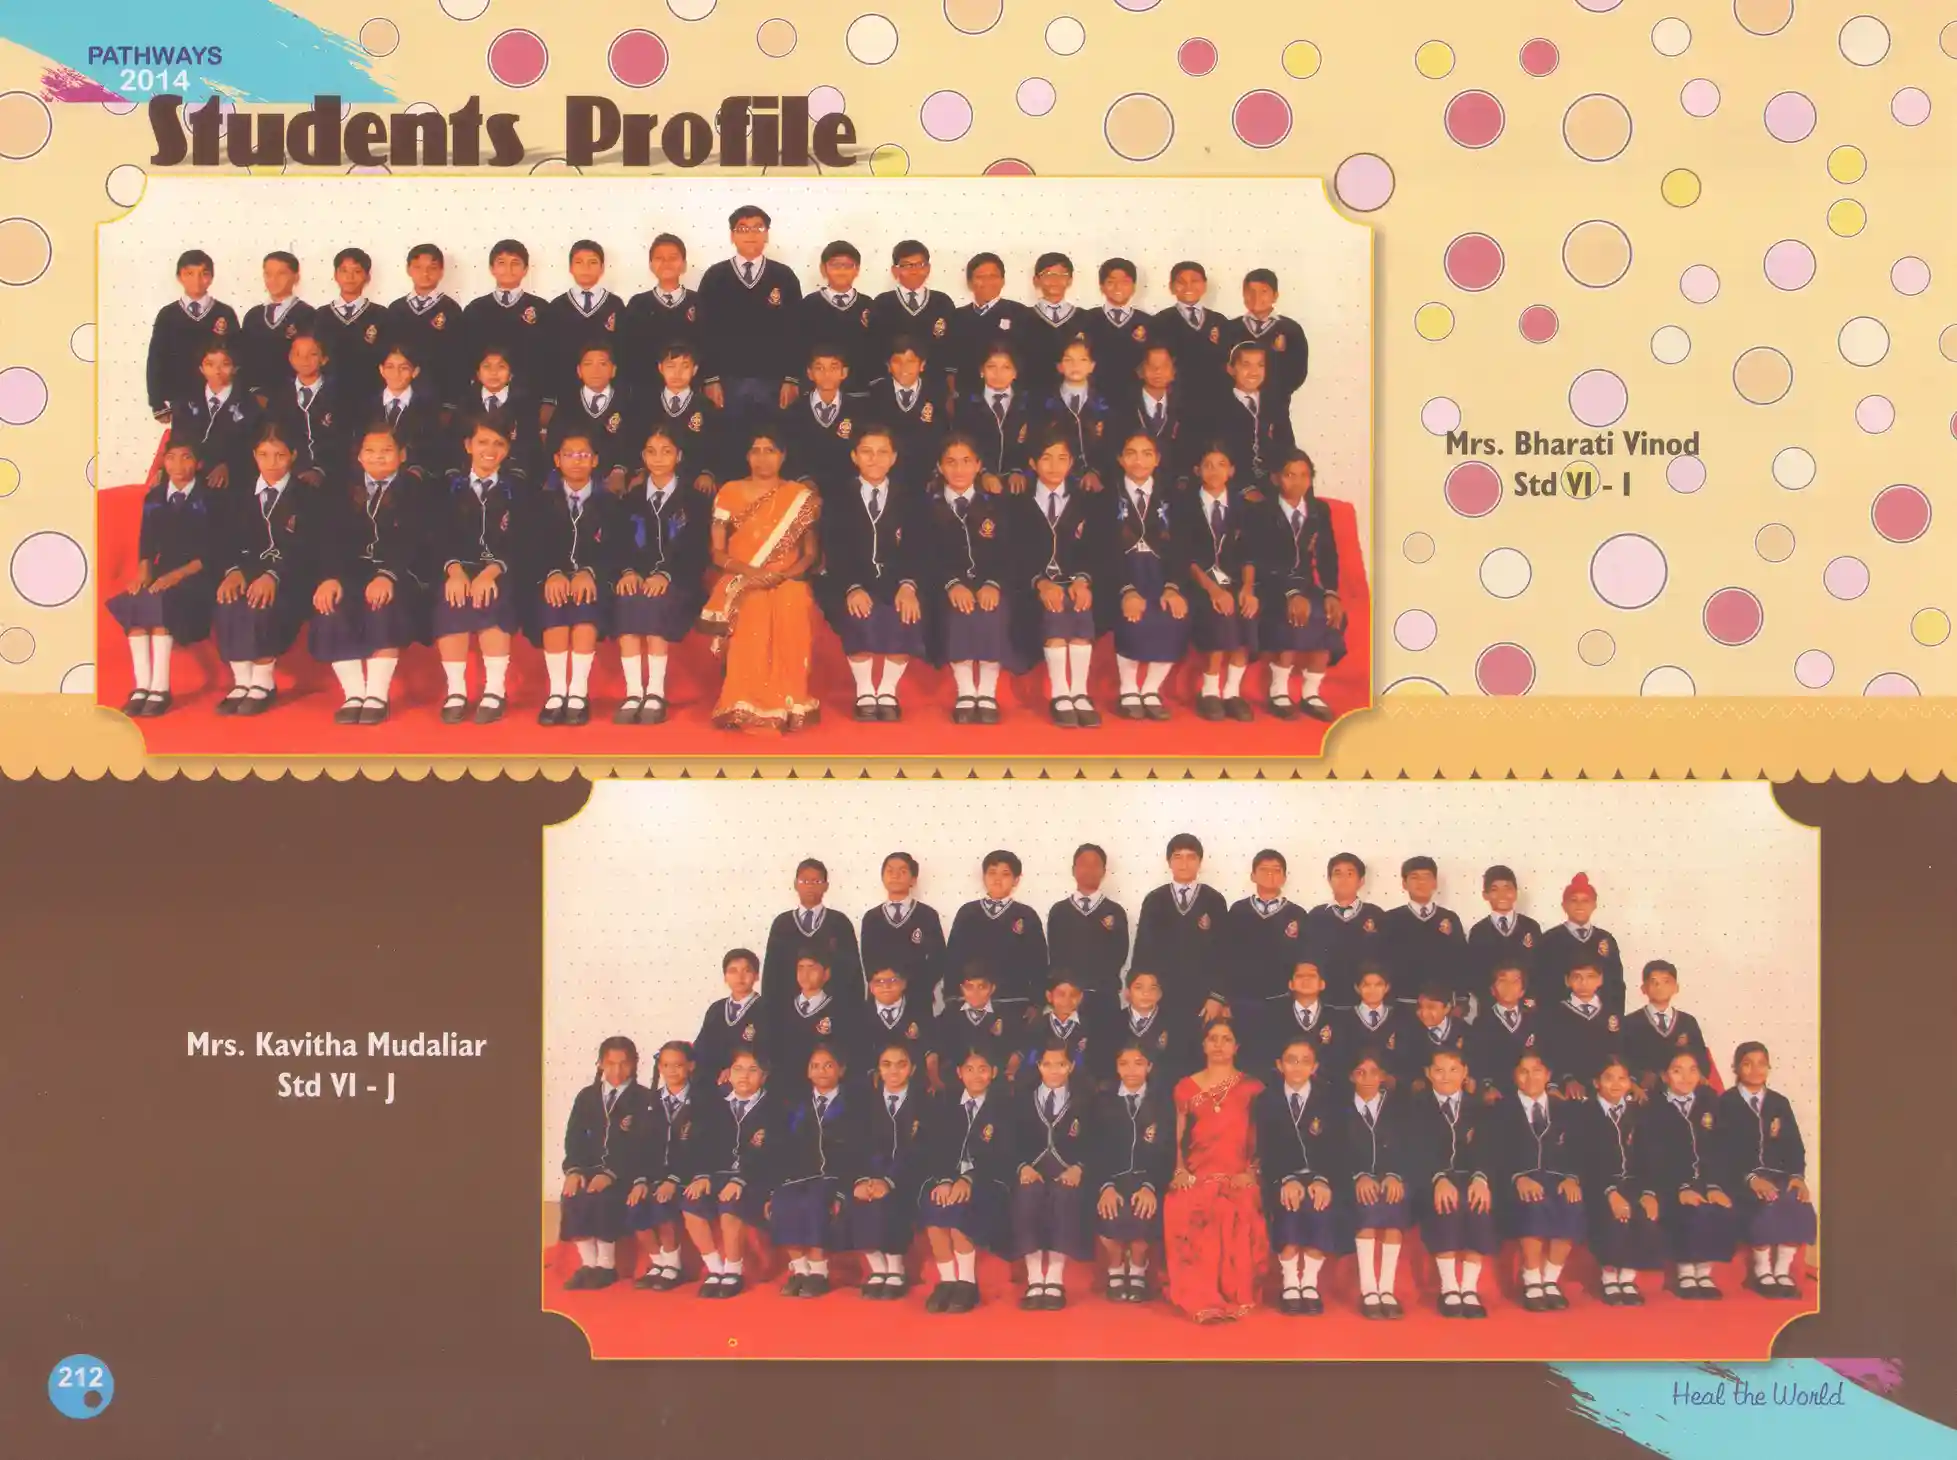 PATHWAYS
2014
Students Profile
Mrs. Bharati Vinod
Std VI - I
Mrs. Kavitha Mudaliar
Std VI - J
212
Heal the World